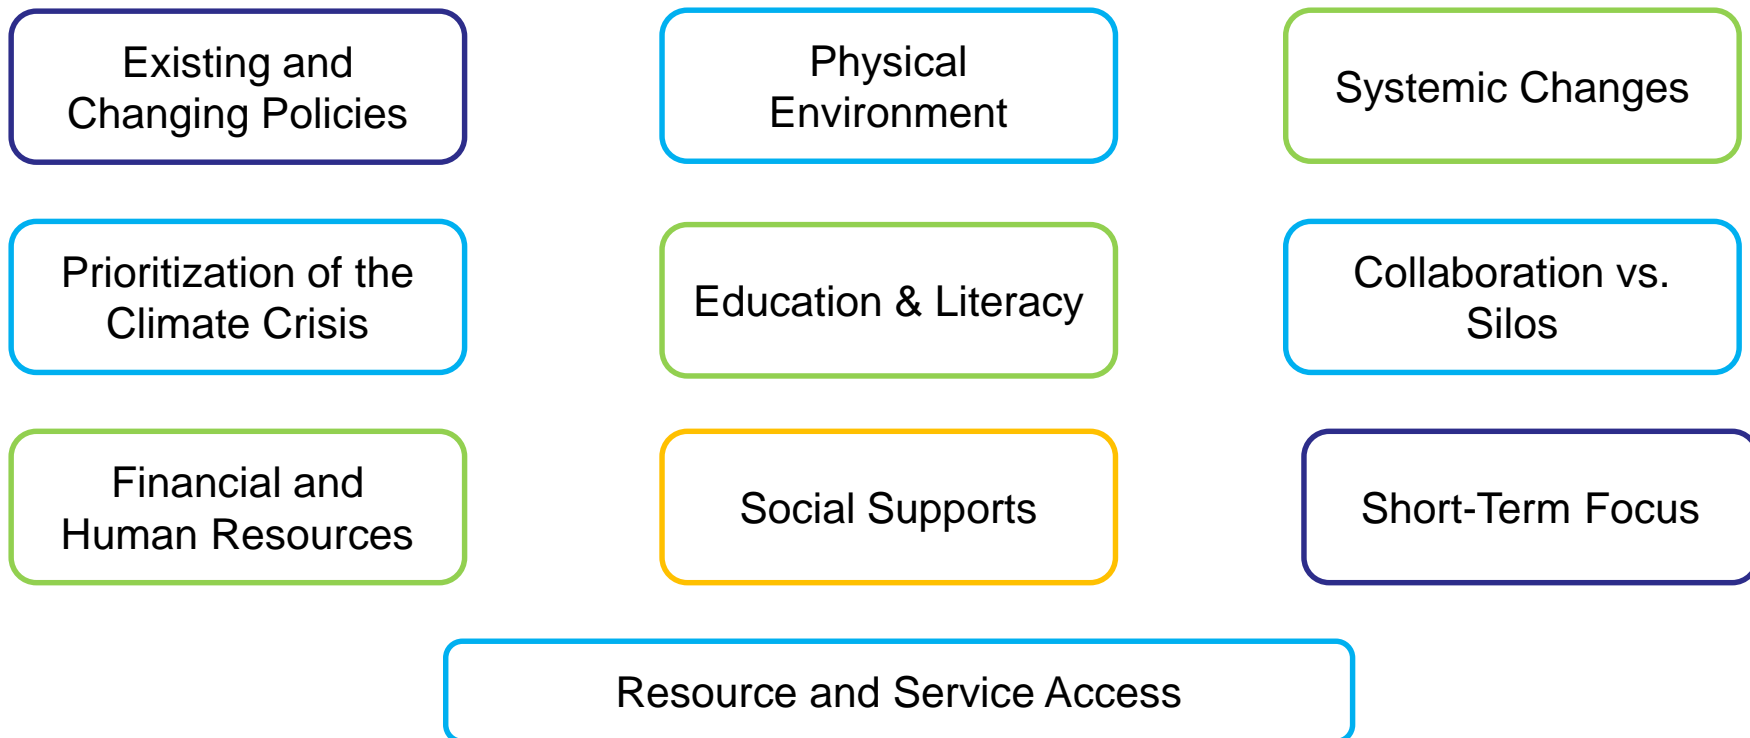 Existing and
Changing Policies
Physical
Environment
Systemic Changes
Prioritization of the
Climate Crisis
Education & Literacy
Collaboration vs.
Silos
Financial and
Human Resources
Social Supports
Short-Term Focus
Resource and Service Access